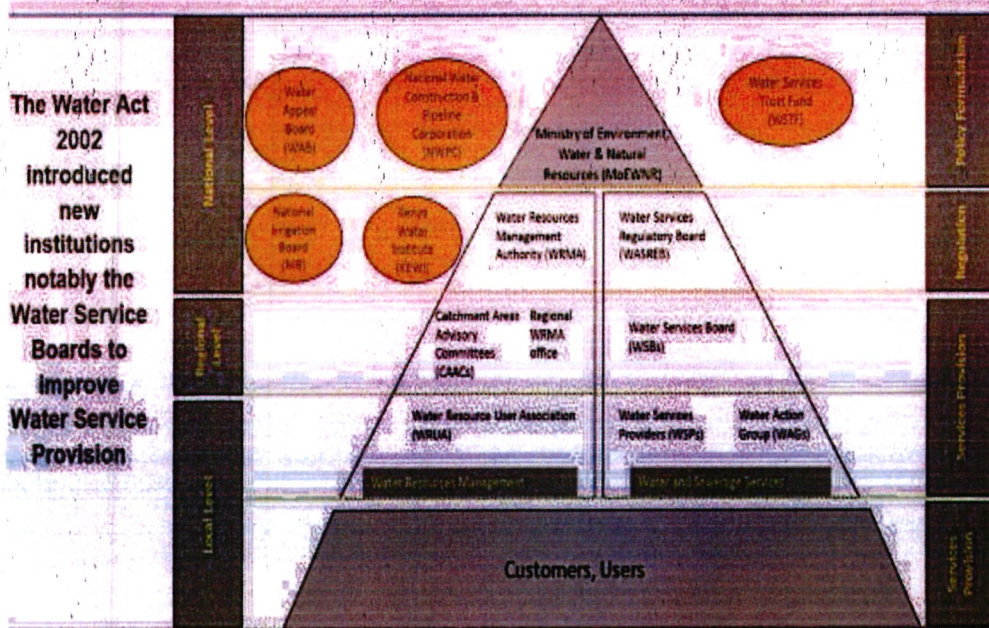 The Water Act
2002
introduced
new
institutions
notably the
Water Service
Boards to
improve
Water Service
Provision
National Level
Regional
Level
Local Level
Water
Appeal
Board
(WAB)
National Water
Construction &
Pipeline
Corporation
(NWPC)
Water Services
Trust Fund
(WSTF)
Ministry of Environment,
Water & Natural
Resources (MoEWNR)
National
Irrigation
Board
(NIB)
Kenya
Water
Institute
(KEWI)
Water Resources
Management
Authority (WRMA)
Water Services
Regulatory Board
(WASREB)
Catchment Areas
Advisory
Committees
(CAACs)
Regional
WRMA
office
Water Services Board
(WSBs)
Water Resource User Association
(WRUA)
Water Services
Providers (WSPs)
Water Action
Group (WAGs)
Water Resources Management
Water and Sewerage Services
Customers, Users
Policy Formulation
Regulation
Services Provision
Services
Provision